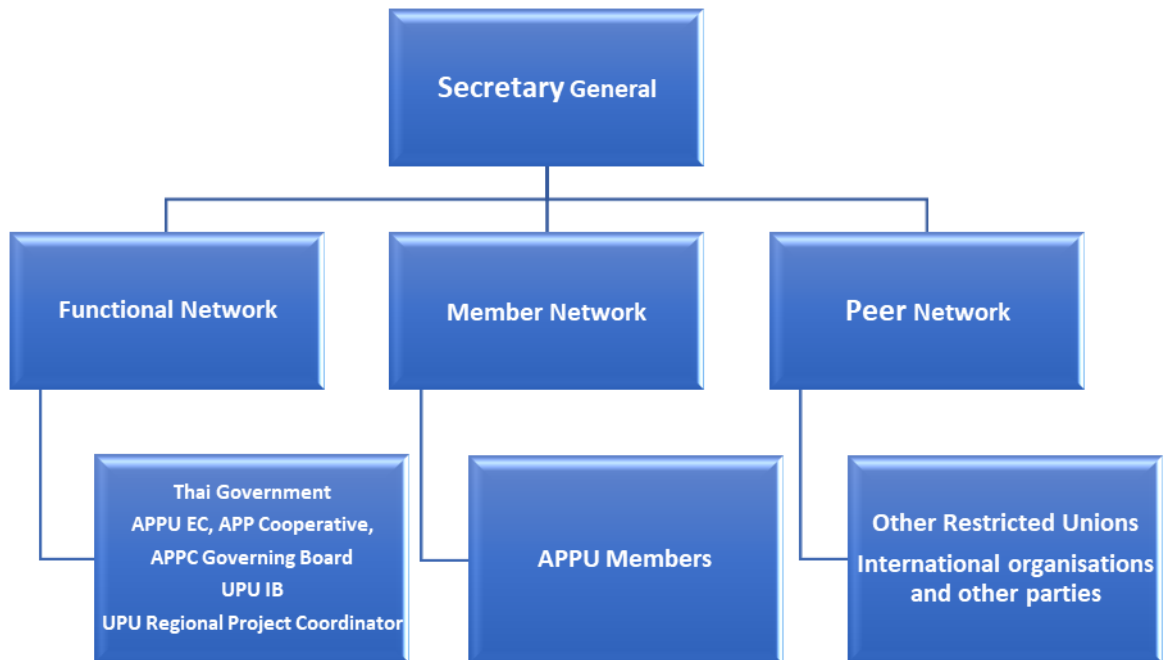 Secretary General
Functional Network
Member Network
Peer Network
Thai Government
APPU EC, APP Cooperative,
APPC Governing Board
UPU IB
UPU Regional Project Coordinator
APPU Members
Other Restricted Unions
International organisations
and other parties